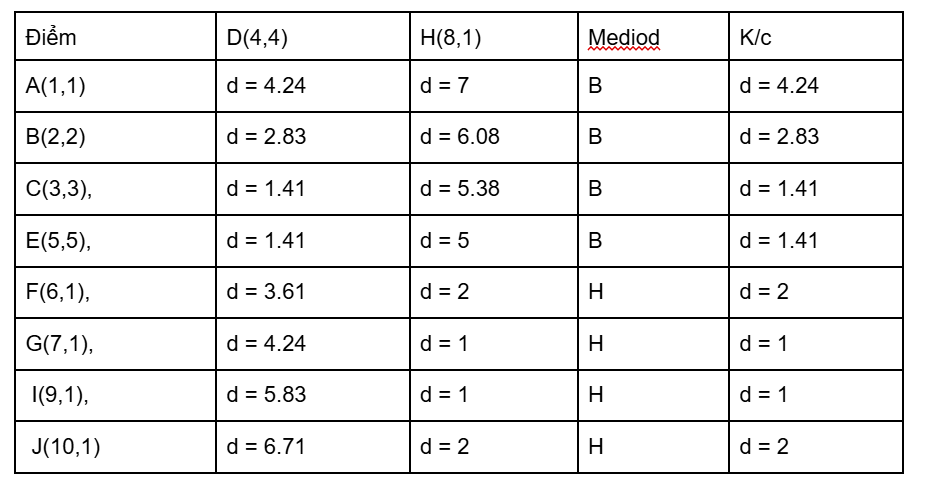 Điểm D(4,4) H(8,1) Mediod K/c
A(1,1) d = 4.24 d = 7 B d = 4.24
B(2,2) d = 2.83 d = 6.08 B d = 2.83
C(3,3), d = 1.41 d = 5.38 B d = 1.41
E(5,5), d = 1.41 d = 5 B d = 1.41
F(6,1), d = 3.61 d = 2 H d = 2
G(7,1), d = 4.24 d = 1 H d = 1
I(9,1), d = 5.83 d = 1 H d = 1
J(10,1) d = 6.71 d = 2 H d = 2